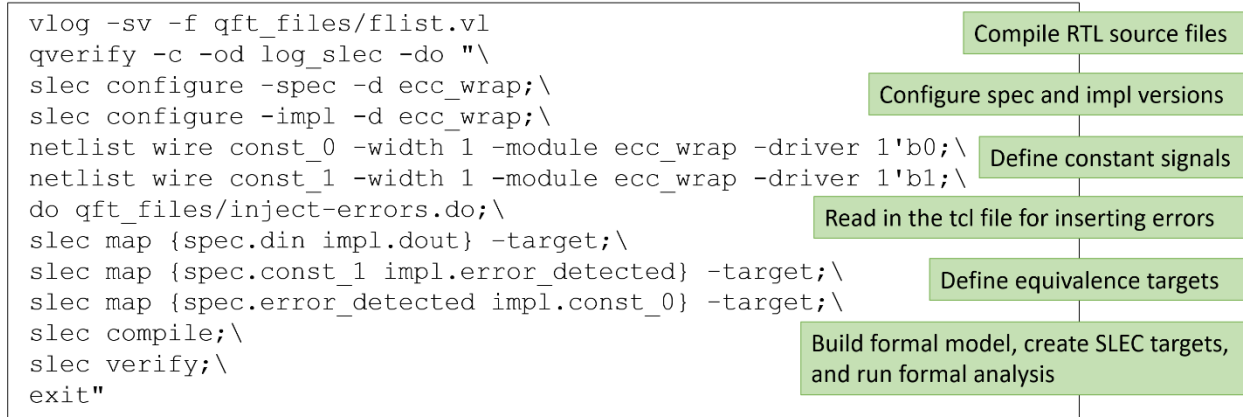 vlog -sv -f qft_files/flist.vl
Compile RTL source files
qverify -c -od log_slec -do "\
slec configure -spec -d ecc_wrap;\
Configure spec and impl versions
slec configure -impl -d ecc_wrap;\
netlist wire const_0 -width 1 -module ecc_wrap -driver 1'b0;\
Define constant signals
netlist wire const_1 -width 1 -module ecc_wrap -driver 1'b1;\
do qft_files/inject-errors.do;\
Read in the tcl file for inserting errors
slec map {spec.din impl.dout} -target;\
slec map {spec.const_1 impl.error_detected} -target;\
Define equivalence targets
slec map {spec.error_detected impl.const_0} -target;\
slec compile;\
slec verify;\
exit"
Build formal model, create SLEC targets,
and run formal analysis